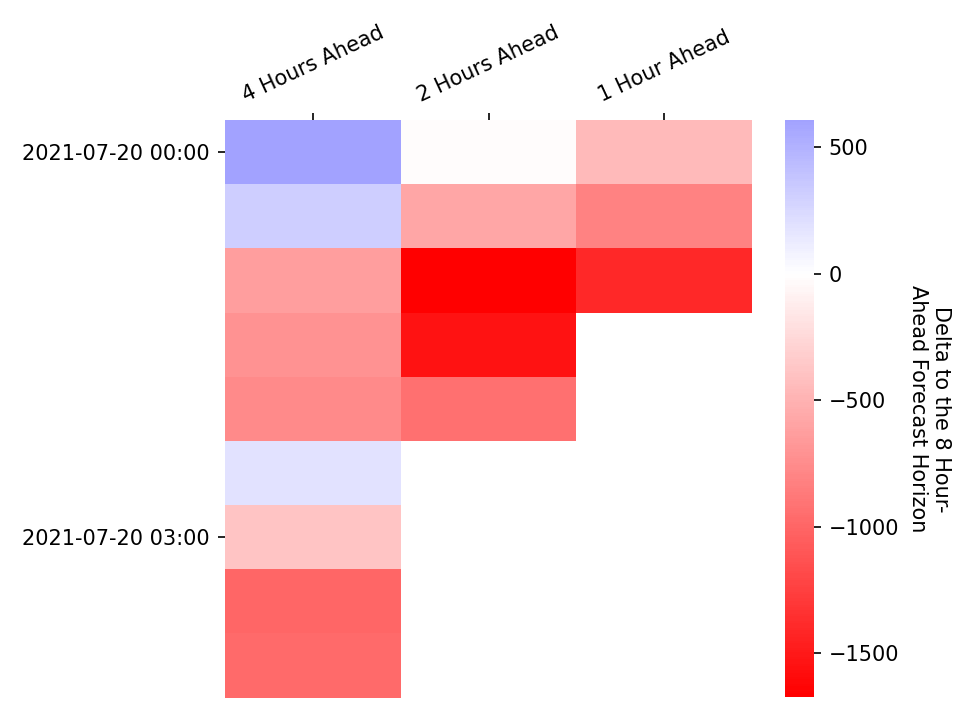 4 Hours Ahead
2 Hours Ahead
1 Hour Ahead
2021-07-20 00:00
2021-07-20 03:00
500
0
−500
−1000
−1500
Delta to the 8 Hour-
Ahead Forecast Horizon